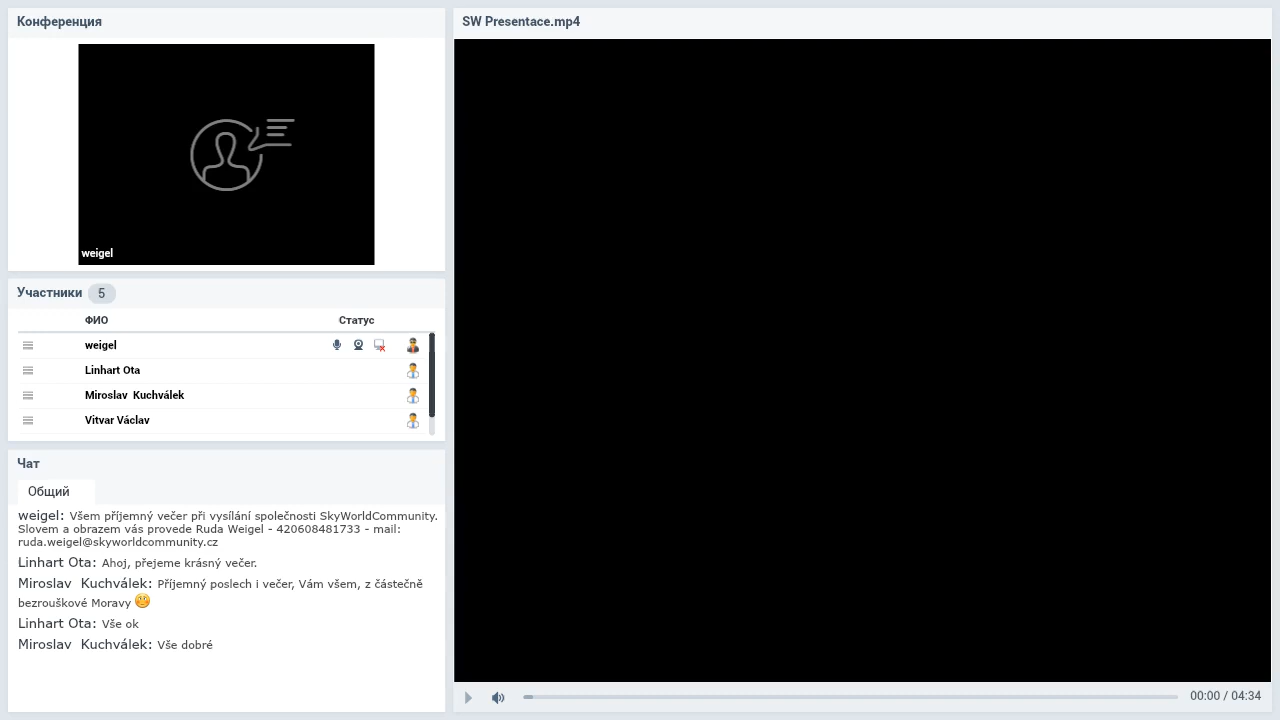 Конференция
weigel
Участники 5
ФИО Статус
weigel
Linhart Ota
Miroslav Kuchválek
Vitvar Václav
Чат
Общий
weigel: Všem příjemný večer při vysílání společnosti SkyWorldCommunity.
Slovem a obrazem vás provede Ruda Weigel - 420608481733 - mail:
ruda.weigel@skyworldcommunity.cz
Linhart Ota: Ahoj, přejeme krásný večer.
Miroslav Kuchválek: Příjemný poslech i večer, Vám všem, z částečně
bezrouškové Moravy
Linhart Ota: Vše ok
Miroslav Kuchválek: Vše dobré
SW Presentace.mp4
00:00 / 04:34